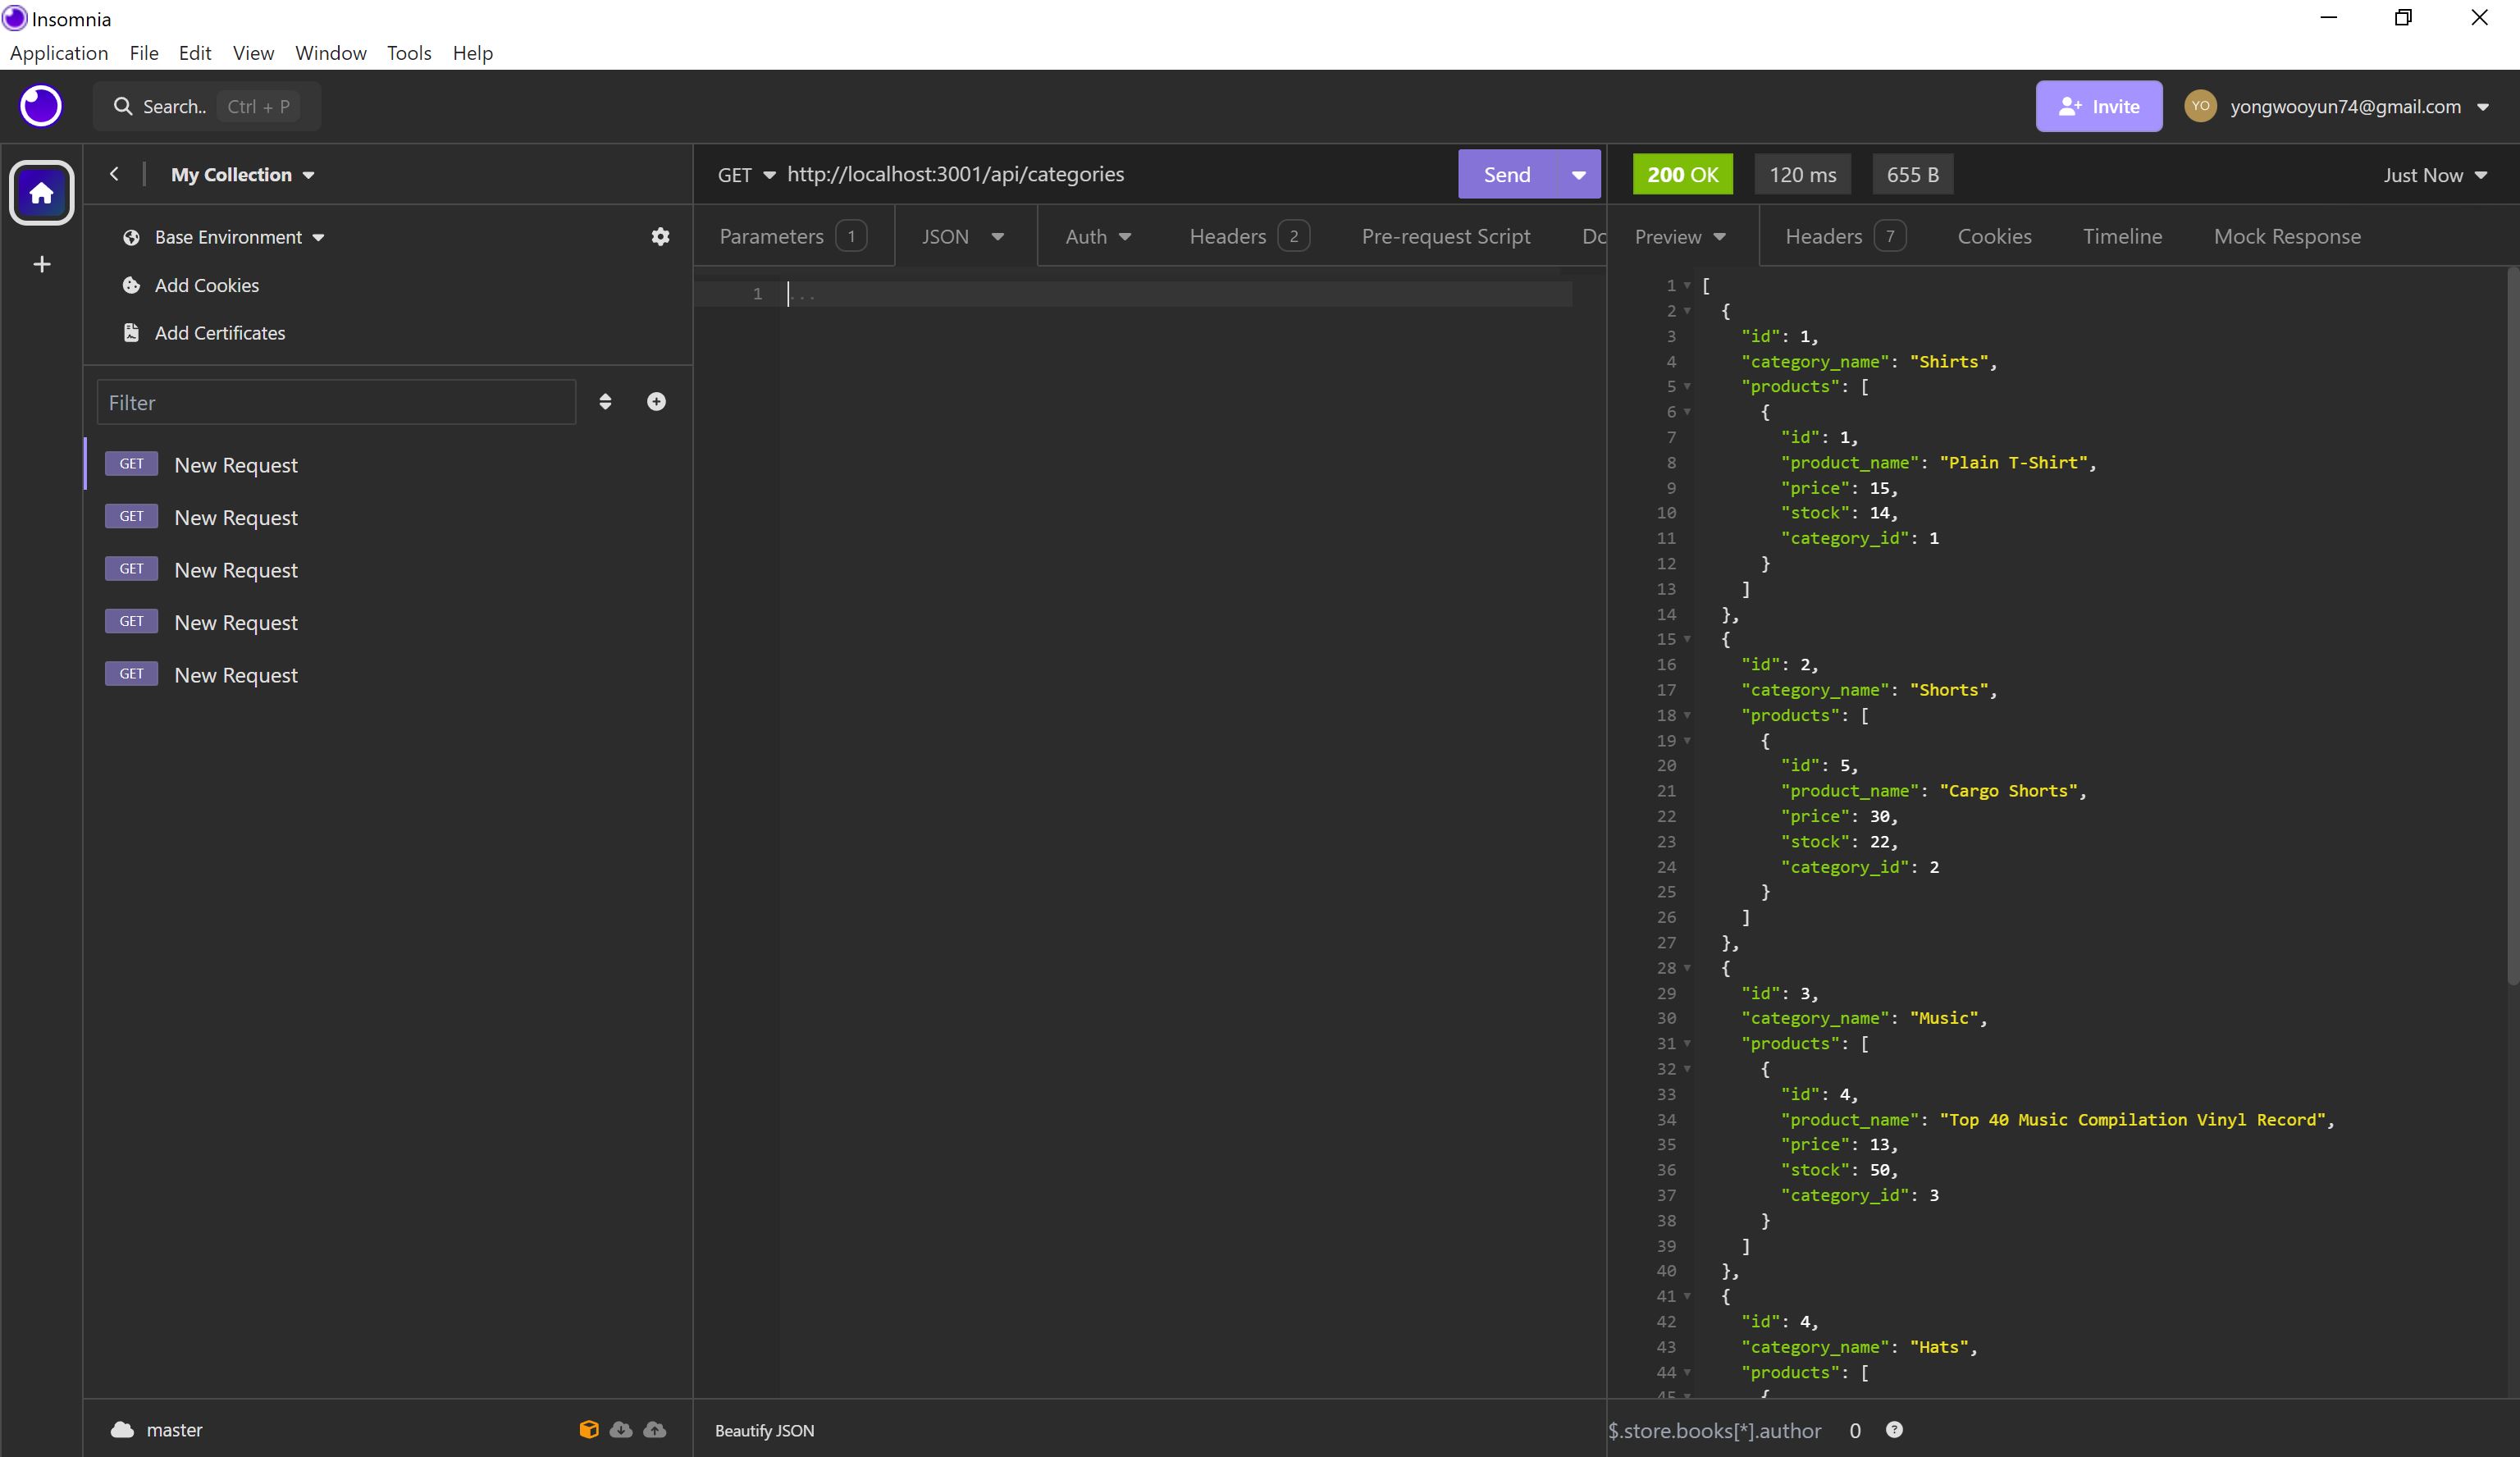 Insomnia
Application File Edit View Window Tools Help
Search.. Ctrl + P
Invite
YO yongwooyun74@gmail.com
My Collection
Base Environment
Add Cookies
Add Certificates
Filter
GET New Request
GET New Request
GET New Request
GET New Request
GET New Request
master
GET http://localhost:3001/api/categories Send
Parameters 1 JSON Auth Headers 2 Pre-request Script Do
1 ...
Beautify JSON
200 OK 120 ms 655 B Just Now
Preview Headers 7 Cookies Timeline Mock Response
1 [
2 {
3 "id": 1,
4 "category_name": "Shirts",
5 "products": [
6 {
7 "id": 1,
8 "product_name": "Plain T-Shirt",
9 "price": 15,
10 "stock": 14,
11 "category_id": 1
12 }
13 ]
14 },
15 {
16 "id": 2,
17 "category_name": "Shorts",
18 "products": [
19 {
20 "id": 5,
21 "product_name": "Cargo Shorts",
22 "price": 30,
23 "stock": 22,
24 "category_id": 2
25 }
26 ]
27 },
28 {
29 "id": 3,
30 "category_name": "Music",
31 "products": [
32 {
33 "id": 4,
34 "product_name": "Top 40 Music Compilation Vinyl Record",
35 "price": 13,
36 "stock": 50,
37 "category_id": 3
38 }
39 ]
40 },
41 {
42 "id": 4,
43 "category_name": "Hats",
44 "products": [
45 {
$.store.books[*].author 0 ?